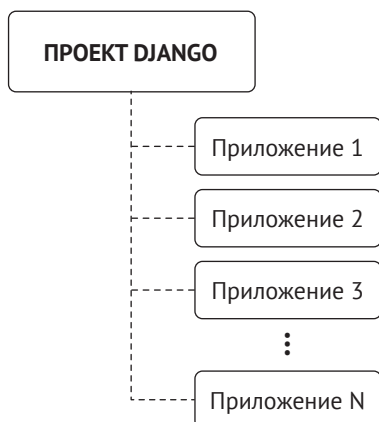 ПРОЕКТ DJANGO
Приложение 1
Приложение 2
Приложение 3
⋮
Приложение N